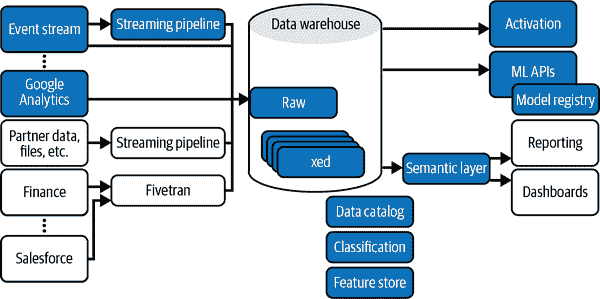 Event stream
Streaming pipeline
Google
Analytics
Partner data,
files, etc.
Streaming pipeline
Finance
Fivetran
Salesforce
Data warehouse
Raw
xed
Activation
ML APIs
Model registry
Semantic layer
Reporting
Dashboards
Data catalog
Classification
Feature store